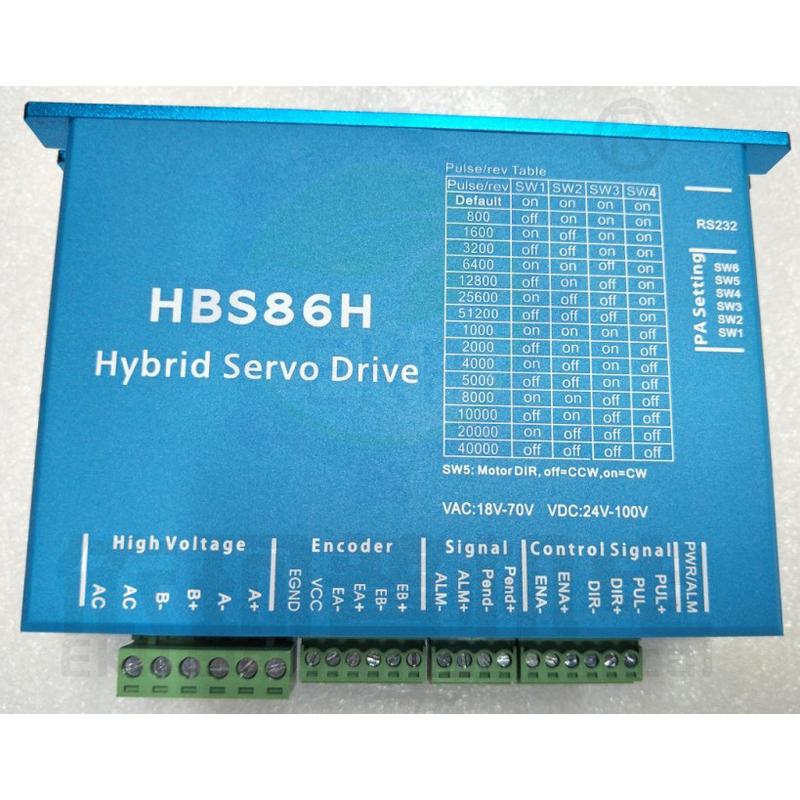 ®
Pulse/rev Table
Pulse/rev SW1 SW2 SW3 SW4
Default on on on on
800 off on on on
1600 on off on on
3200 off off on on
6400 on on off on
12800 off on off on
25600 on off off on
51200 off off off on
1000 on on on off
2000 off on on off
4000 on off on off
5000 off off on off
8000 on on off off
10000 off on off off
20000 on off off off
40000 off off off off
SW5: Motor DIR, off=CCW,on=CW
VAC:18V-70V VDC:24V-100V
RS232
PA Setting
SW6
SW5
SW4
SW3
SW2
SW1
HBS86H
Hybrid Servo Drive
High Voltage
AC
AC
B-
B+
A-
A+
Encoder
EGND
VCC
EA-
EA+
EB-
EB+
Signal
ALM-
ALM+
Pend-
Pend+
Control Signal
ENA-
ENA+
DIR-
DIR+
PUL-
PUL+
PWR/ALM